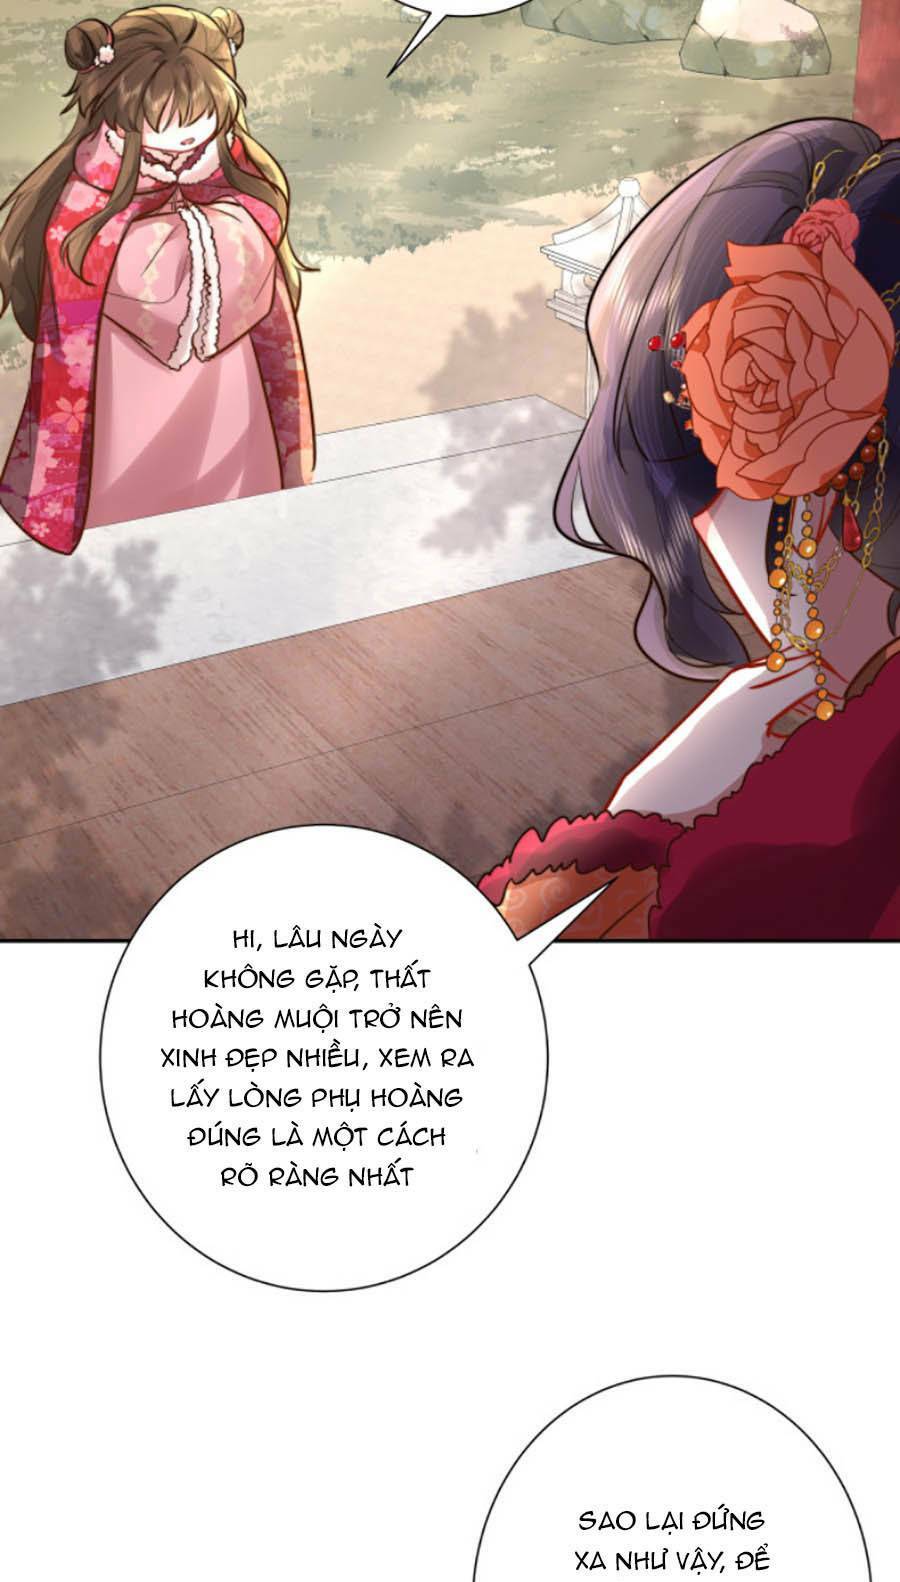 HI, LÂU NGÀY
KHÔNG GẶP, THẤT
HOÀNG MUỘI TRỞ NÊN
XINH ĐẸP NHIỀU, XEM RA
LẤY LÒNG PHỤ HOÀNG
ĐÚNG LÀ MỘT CÁCH
RÕ RÀNG NHẤT
SAO LẠI ĐỨNG
XA NHƯ VẬY, ĐỂ